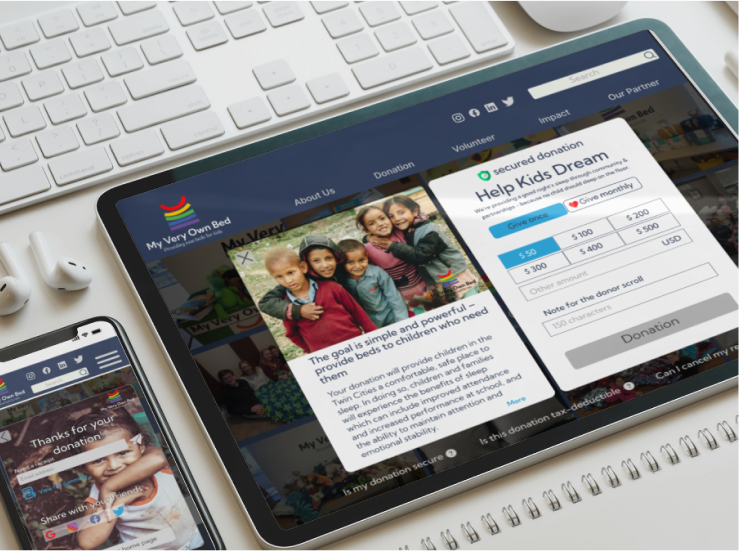 Search
About Us
Donation
Volunteer
Impact
Our Partner
My Very Own Bed
Providing new beds for kids
My Very
The goal is simple and powerful –
provide beds to children who need
them
Your donation will provide children in the
Twin Cities a comfortable, safe place to
sleep. In doing so, children and families
will experience the benefits of sleep
which can include improved attendance
and increased performance at school, and
the ability to maintain attention and
emotional stability.
More
secured donation
Help Kids Dream
We're providing a good night's sleep through community &
partnerships - because no child should sleep on the floor.
Give once
Give monthly
$ 50
$ 100
$ 200
$ 300
$ 400
$ 500
USD
Other amount
Note for the donor scroll
150 characters
Donation
Is my donation secure ?
Is this donation tax-deductible ?
Can I cancel my re
Search
My Very Own Bed
Thanks for your
donation
Share with your friends
home page